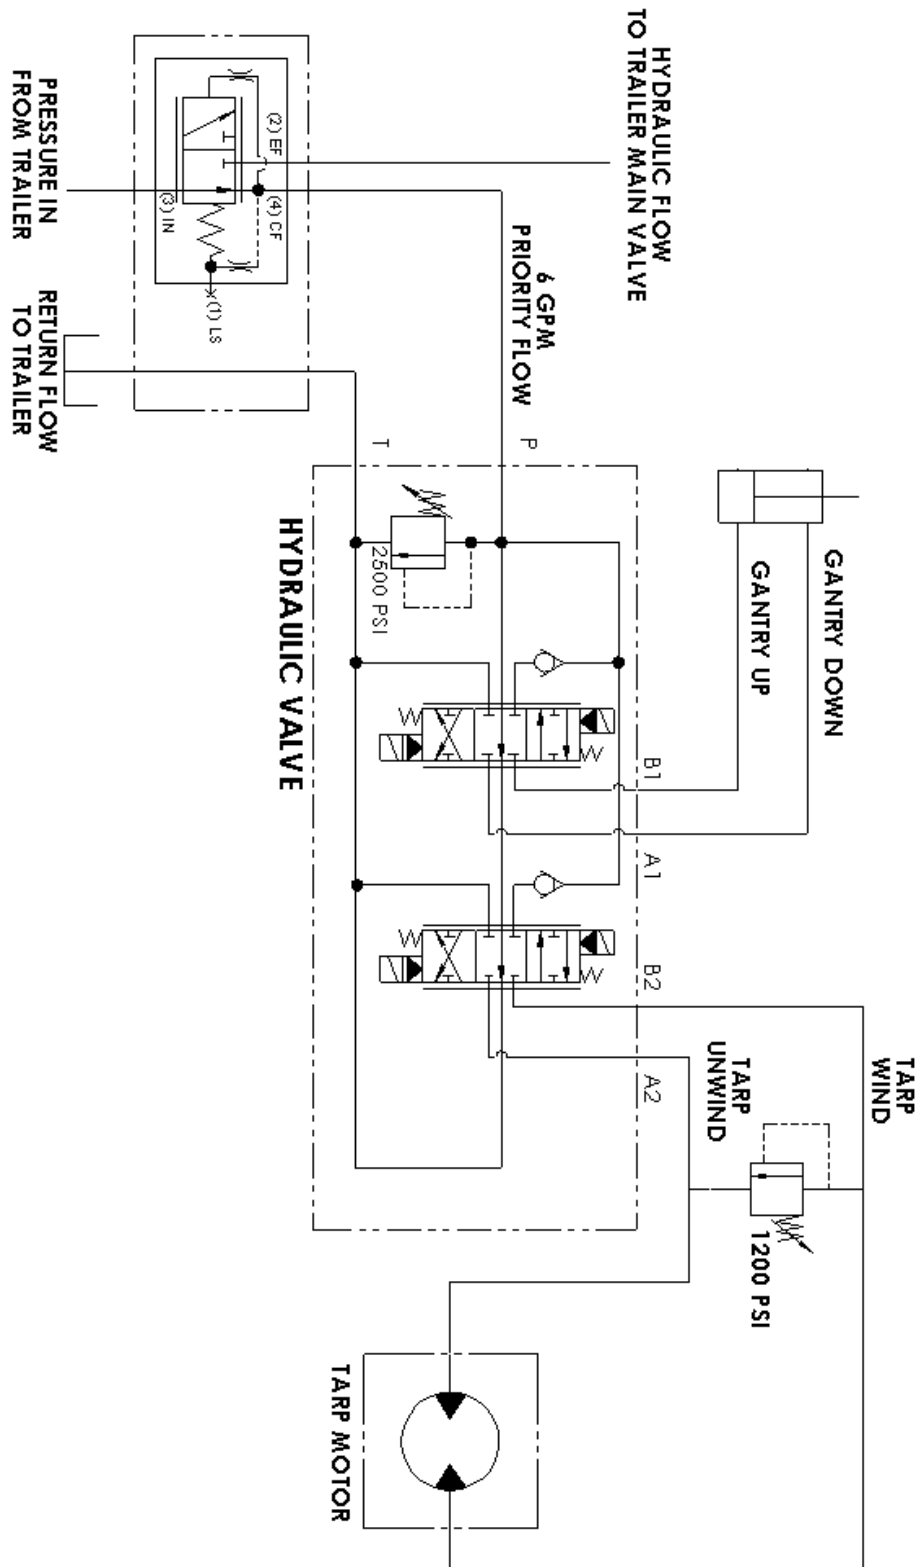 HYDRAULIC FLOW
TO TRAILER MAIN VALVE
GANTRY DOWN
GANTRY UP
TARP
WIND
TARP
UNWIND
1200 PSI
6 GPM
PRIORITY FLOW
P
T
B1
A1
B2
A2
(2) EF
(4) CF
(3) IN
(1) LS
2500 PSI
HYDRAULIC VALVE
TARP MOTOR
PRESSURE IN
FROM TRAILER
RETURN FLOW
TO TRAILER